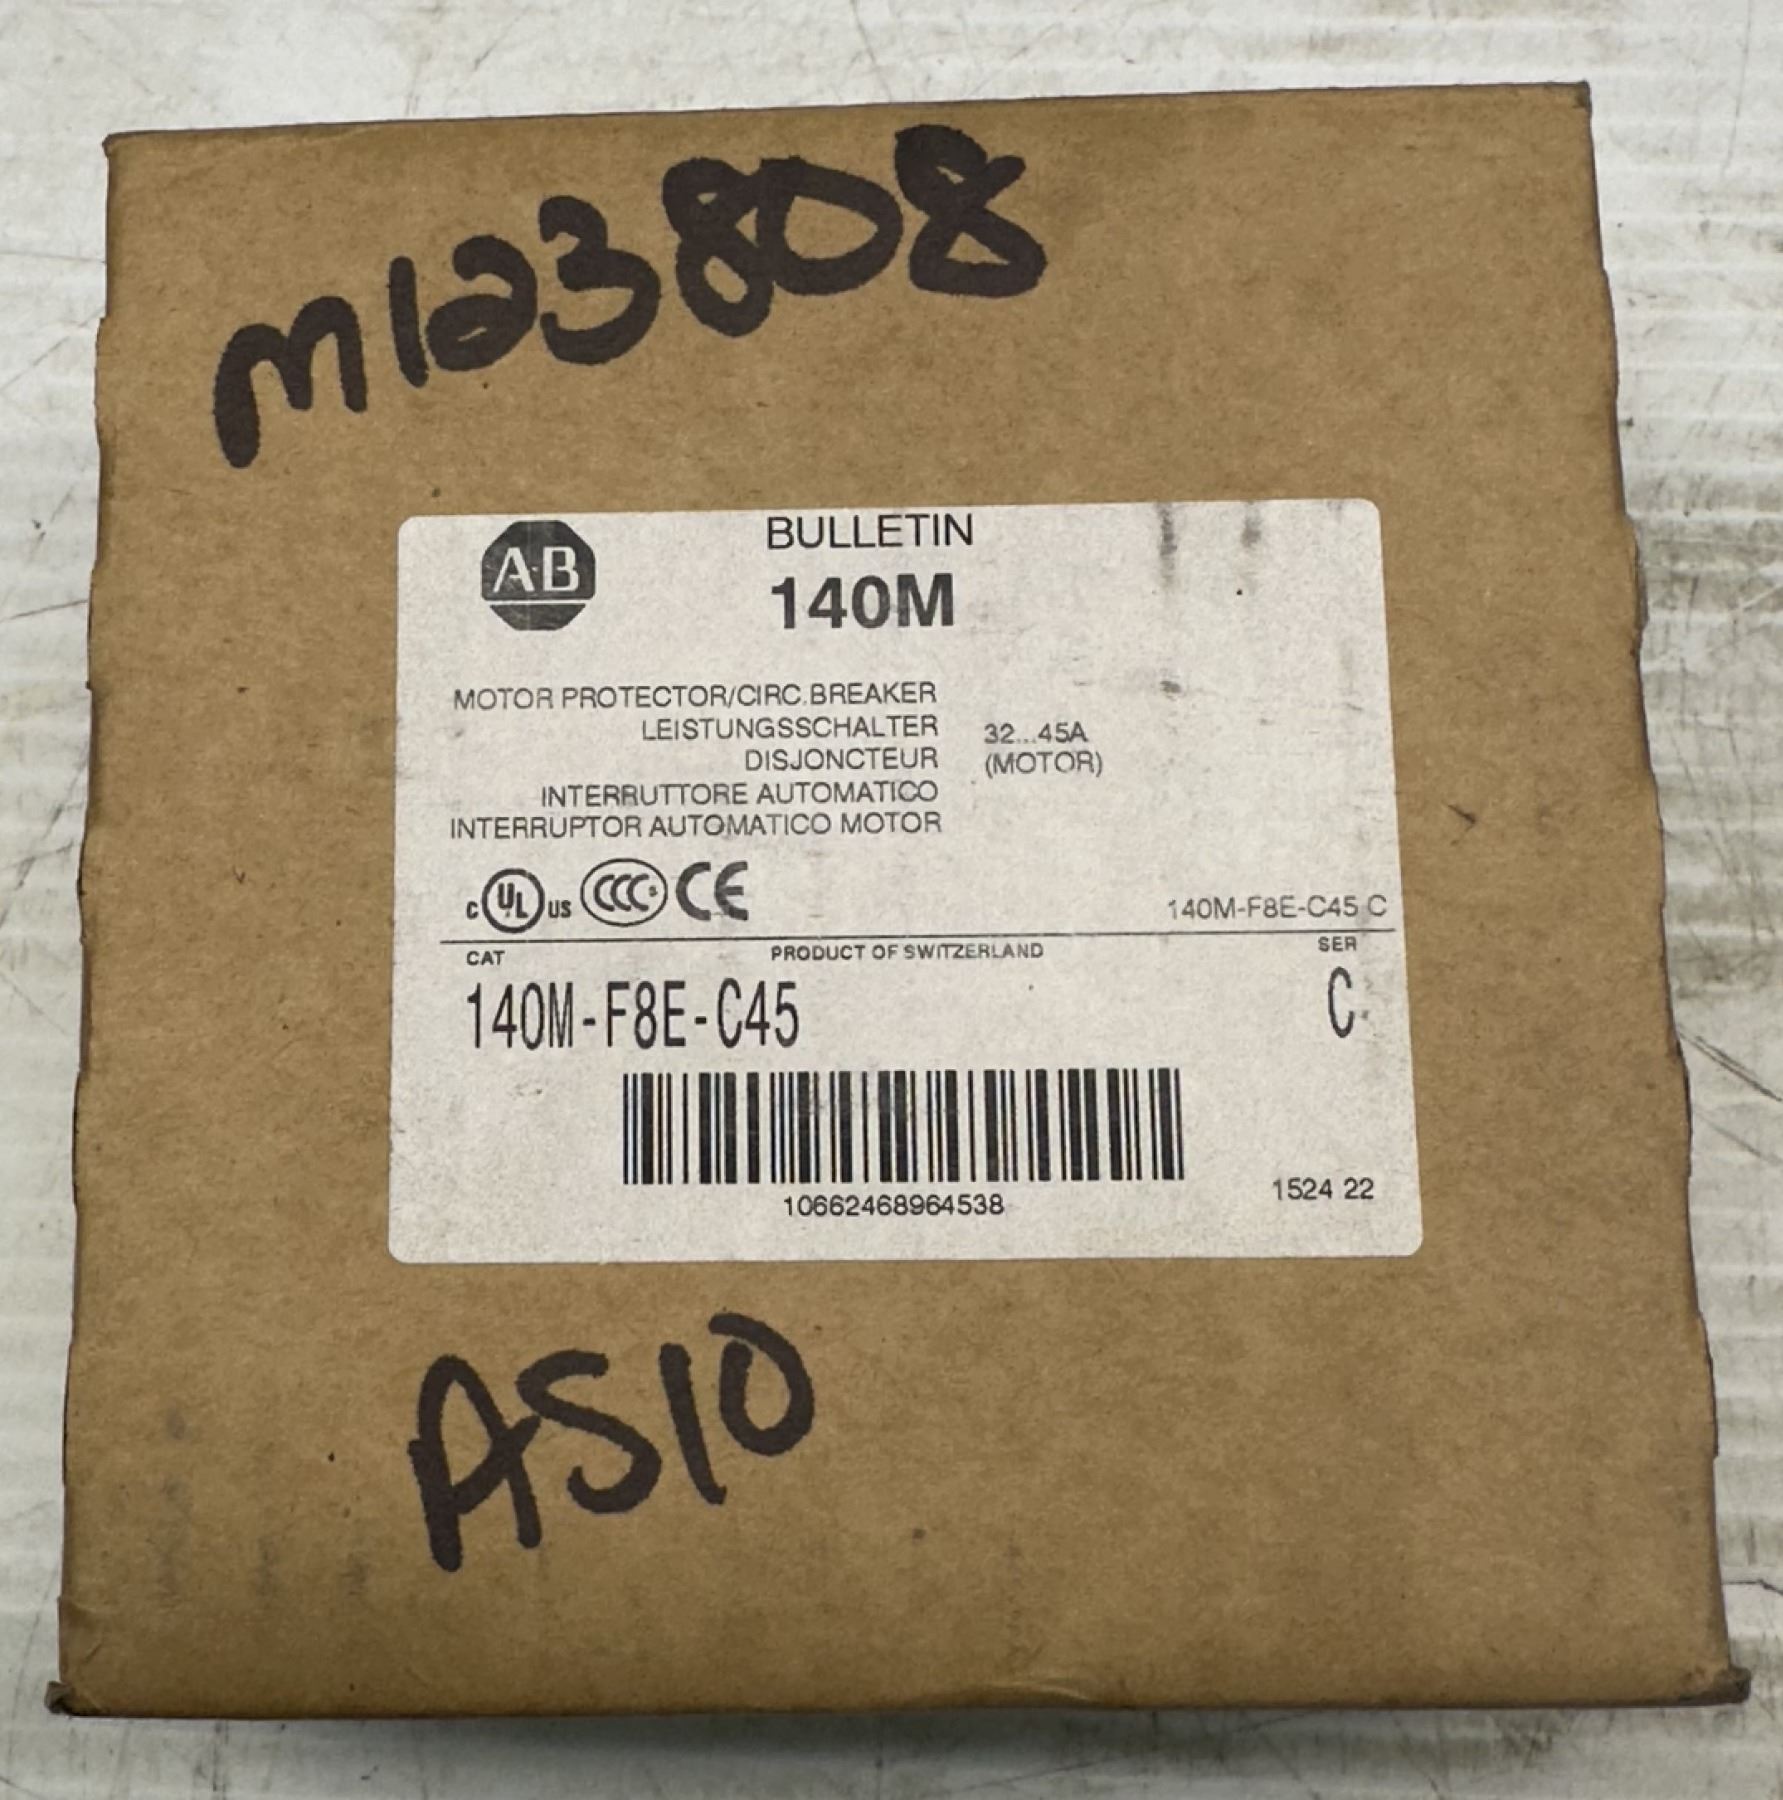 M123808
A-B
BULLETIN
140M
MOTOR PROTECTOR/CIRC.BREAKER
LEISTUNGSSCHALTER
DISJONCTEUR
INTERRUTTORE AUTOMATICO
INTERRUPTOR AUTOMATICO MOTOR
32...45A
(MOTOR)
c UL US CCC S CE
140M-F8E-C45 C
CAT PRODUCT OF SWITZERLAND SER
140M-F8E-C45 C
10662468964538
1524 22
AS10